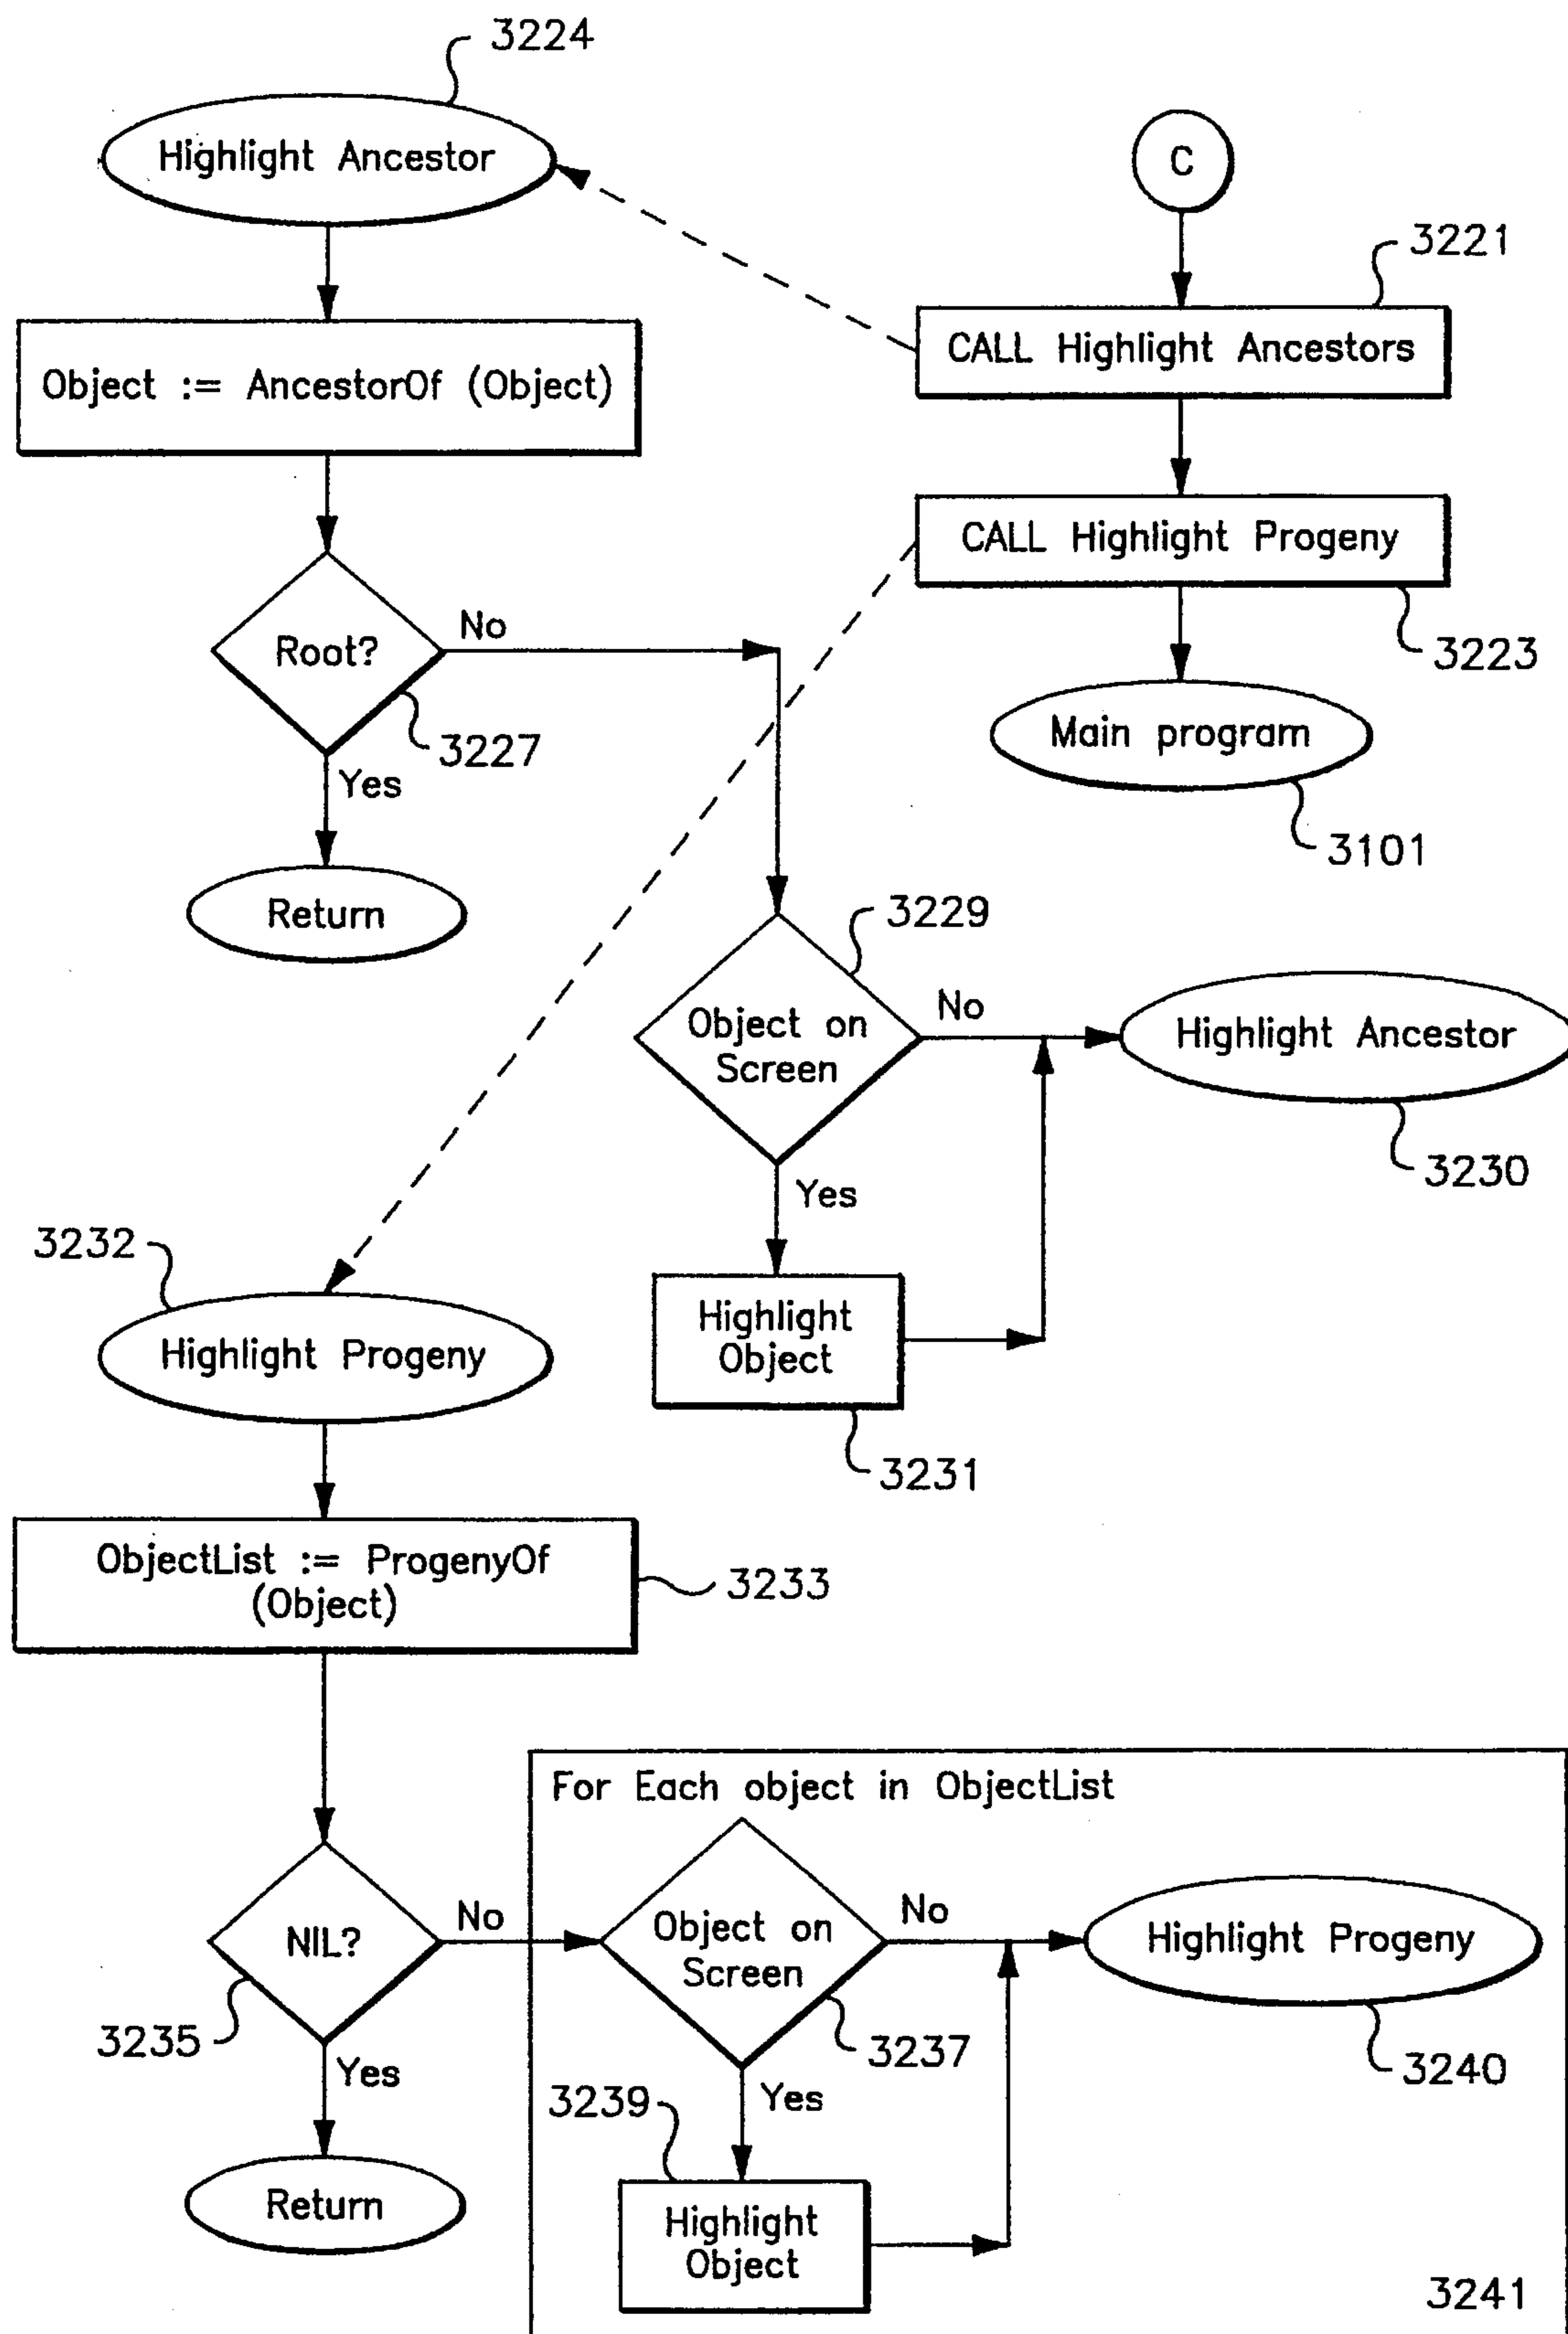 3224
Highlight Ancestor
C
3221
CALL Highlight Ancestors
Object := AncestorOf (Object)
CALL Highlight Progeny
3223
Root?
No
3227
Yes
Main program
3101
Return
3229
Object on
Screen
No
Highlight Ancestor
3230
Yes
3232
Highlight Progeny
Highlight
Object
3231
ObjectList := ProgenyOf
(Object)
3233
For Each object in ObjectList
NIL?
No
3235
Yes
Object on
Screen
No
Highlight Progeny
3237
3240
3239
Yes
Return
Highlight
Object
3241